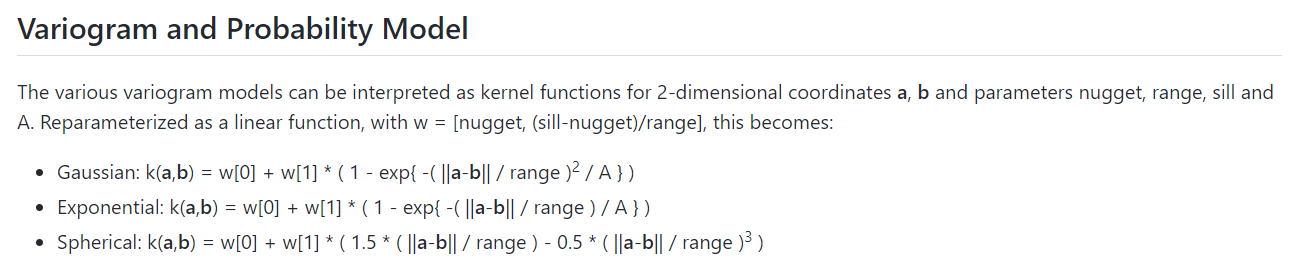 Variogram and Probability Model
The various variogram models can be interpreted as kernel functions for 2-dimensional coordinates a, b and parameters nugget, range, sill and
A. Reparameterized as a linear function, with w = [nugget, (sill-nugget)/range], this becomes:
• Gaussian: k(a,b) = w[0] + w[1] * ( 1 - exp{ -( ||a-b|| / range )² / A } )
• Exponential: k(a,b) = w[0] + w[1] * ( 1 - exp{ -( ||a-b|| / range ) / A } )
• Spherical: k(a,b) = w[0] + w[1] * ( 1.5 * ( ||a-b|| / range ) - 0.5 * ( ||a-b|| / range )³ )